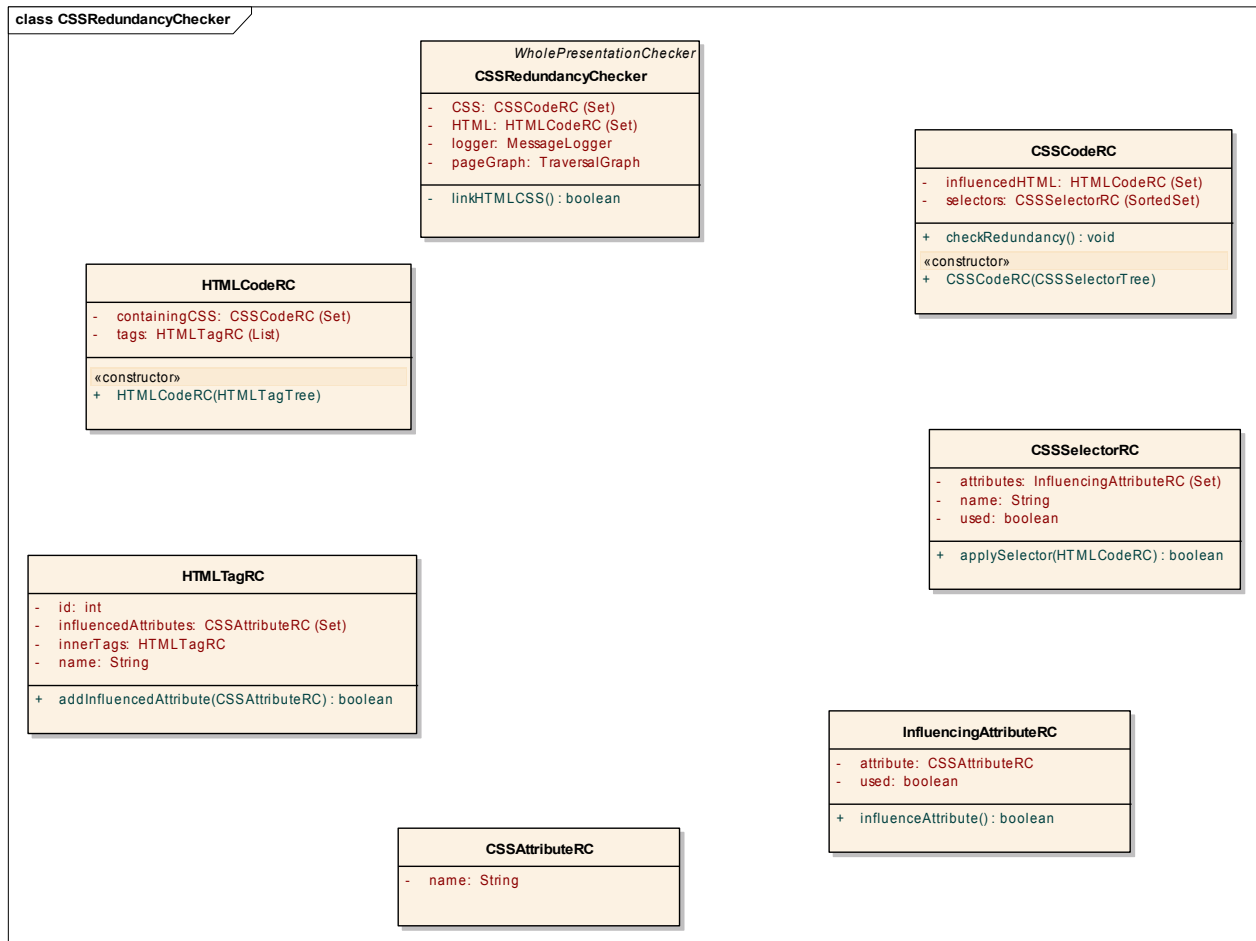 class CSSRedundancyChecker
WholePresentationChecker
CSSRedundancyChecker
- CSS: CSSCodeRC (Set)
- HTML: HTMLCodeRC (Set)
- logger: MessageLogger
- pageGraph: TraversalGraph
- linkHTMLCSS() : boolean
CSSCodeRC
- influencedHTML: HTMLCodeRC (Set)
- selectors: CSSSelectorRC (SortedSet)
+ checkRedundancy() : void
«constructor»
+ CSSCodeRC(CSSSelectorTree)
HTMLCodeRC
- containingCSS: CSSCodeRC (Set)
- tags: HTMLTagRC (List)
«constructor»
+ HTMLCodeRC(HTMLTagTree)
CSSSelectorRC
- attributes: InfluencingAttributeRC (Set)
- name: String
- used: boolean
+ applySelector(HTMLCodeRC) : boolean
HTMLTagRC
- id: int
- influencedAttributes: CSSAttributeRC (Set)
- innerTags: HTMLTagRC
- name: String
+ addInfluencedAttribute(CSSAttributeRC) : boolean
InfluencingAttributeRC
- attribute: CSSAttributeRC
- used: boolean
+ influenceAttribute() : boolean
CSSAttributeRC
- name: String